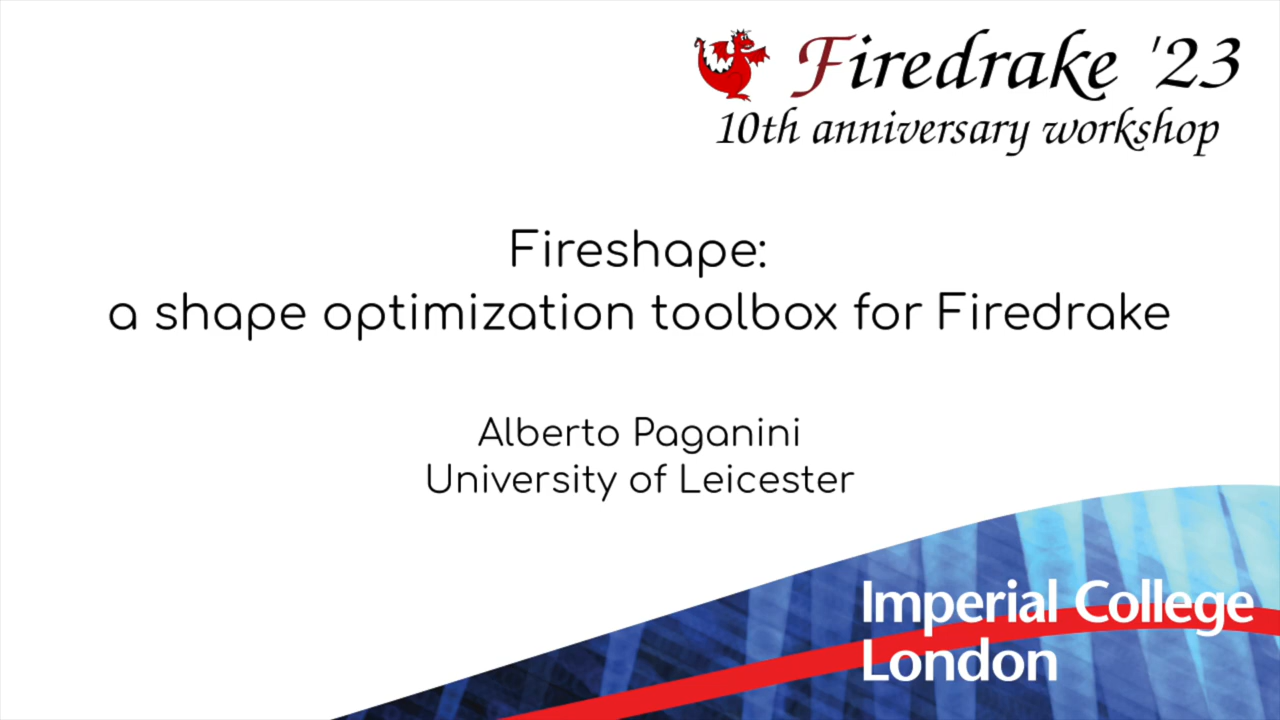 Firedrake '23
10th anniversary workshop
Fireshape:
a shape optimization toolbox for Firedrake
Alberto Paganini
University of Leicester
Imperial College
London